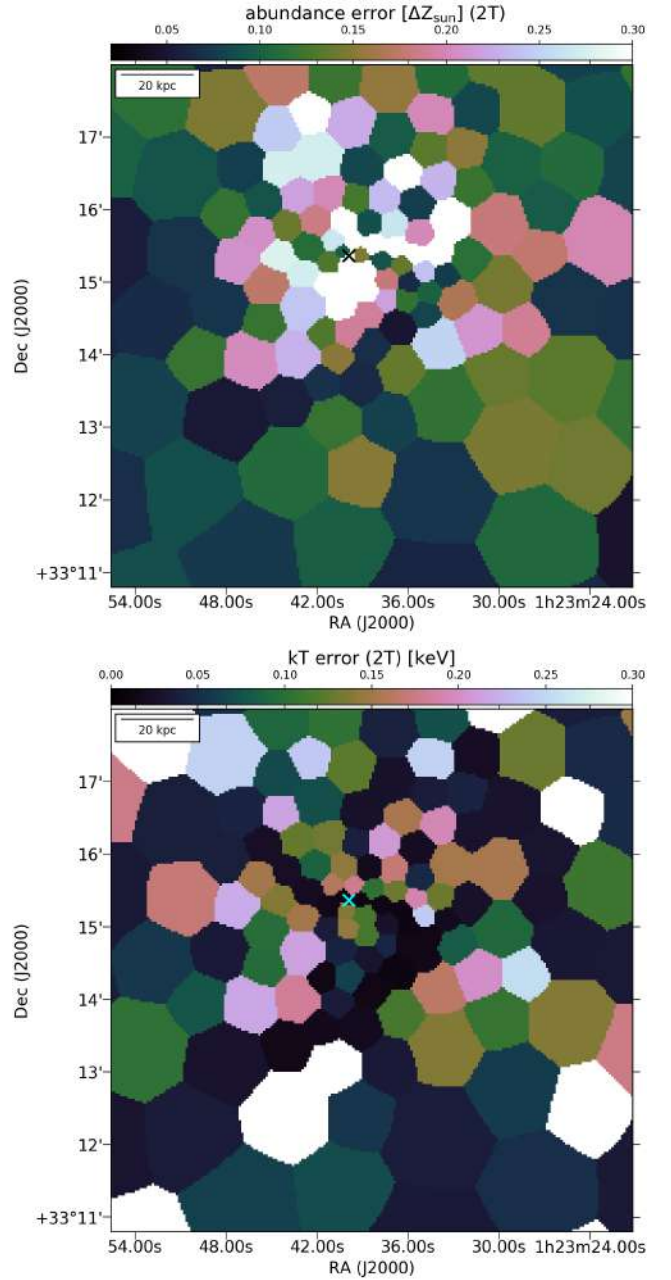 abundance error [ΔZsun] (2T)
0.05 0.10 0.15 0.20 0.25 0.30
20 kpc
17'
16'
15'
14'
13'
12'
+33°11'
Dec (J2000)
54.00s 48.00s 42.00s 36.00s 30.00s 1h23m24.00s
RA (J2000)
kT error (2T) [keV]
0.00 0.05 0.10 0.15 0.20 0.25 0.30
20 kpc
17'
16'
15'
14'
13'
12'
+33°11'
Dec (J2000)
54.00s 48.00s 42.00s 36.00s 30.00s 1h23m24.00s
RA (J2000)